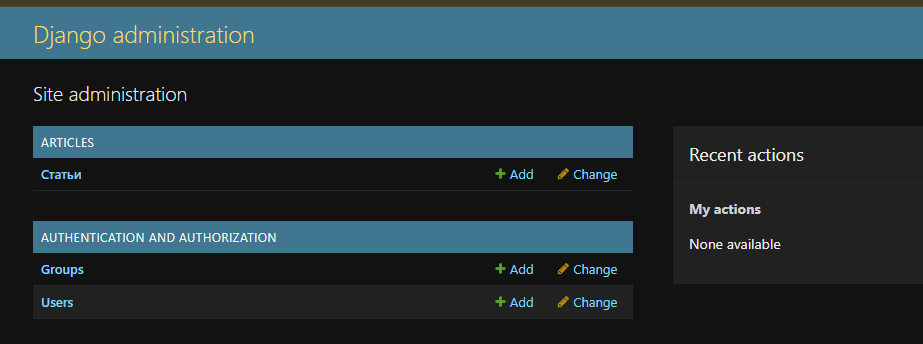 Django administration
Site administration
ARTICLES
Статьи Add Change
AUTHENTICATION AND AUTHORIZATION
Groups Add Change
Users Add Change
Recent actions
My actions
None available